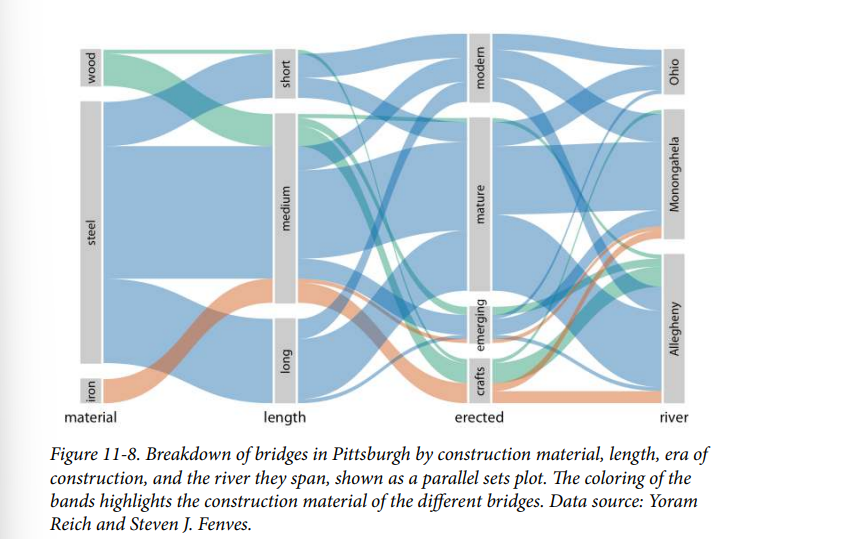 wood
steel
iron
short
medium
long
modern
mature
emerging
crafts
Ohio
Monongahela
Allegheny
material length erected river
Figure 11-8. Breakdown of bridges in Pittsburgh by construction material, length, era of
construction, and the river they span, shown as a parallel sets plot. The coloring of the
bands highlights the construction material of the different bridges. Data source: Yoram
Reich and Steven J. Fenves.